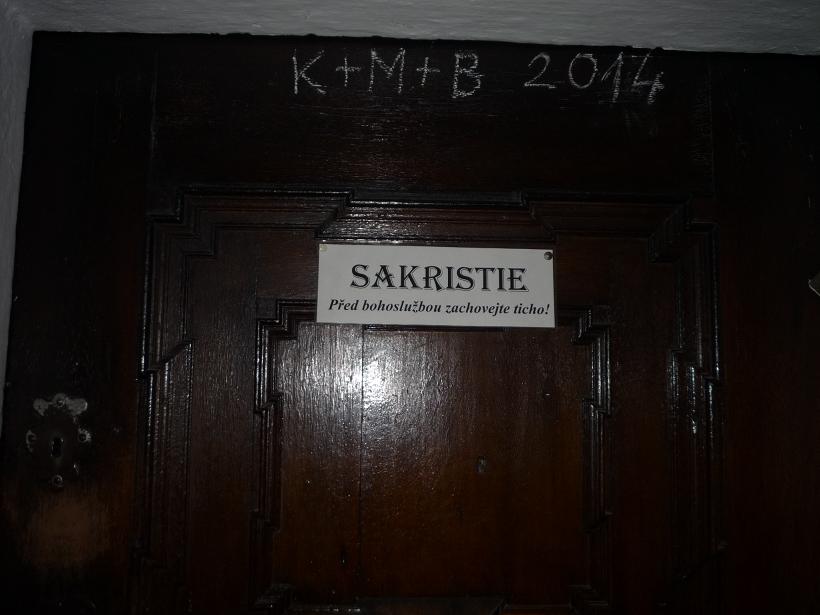 K+M+B 2014
SAKRISTIE
Před bohoslužbou zachovejte ticho!